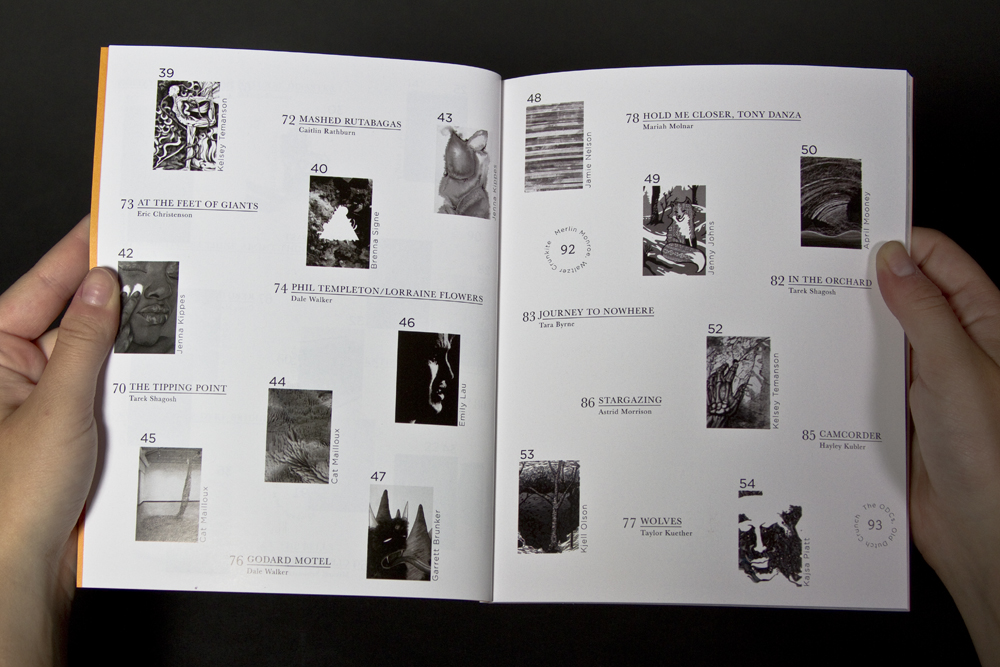 39
Kelsey Temanson
72 MASHED RUTABAGAS
Caitlin Rathburn
43
Jenna Kippes
40
Brenna Signe
73 AT THE FEET OF GIANTS
Eric Christenson
42
Jenna Kippes
74 PHIL TEMPLETON/LORRAINE FLOWERS
Dale Walker
46
Emily Lau
70 THE TIPPING POINT
Tarek Shagosh
44
Cat Mailloux
45
Cat Mailloux
47
Garrett Brunker
76 GODARD MOTEL
Dale Walker
48
Jamie Nelson
78 HOLD ME CLOSER, TONY DANZA
Mariah Molnar
50
April Mooney
49
Jenny Johns
Merlin Monroe, Waltzer Crunkite
92
82 IN THE ORCHARD
Tarek Shagosh
83 JOURNEY TO NOWHERE
Tara Byrne
52
Kelsey Temanson
86 STARGAZING
Astrid Morrison
85 CAMCORDER
Hayley Kubler
53
Kjell Olson
54
Kajsa Platt
77 WOLVES
Taylor Kuether
The ODCs, Old Dutch Crunch
93